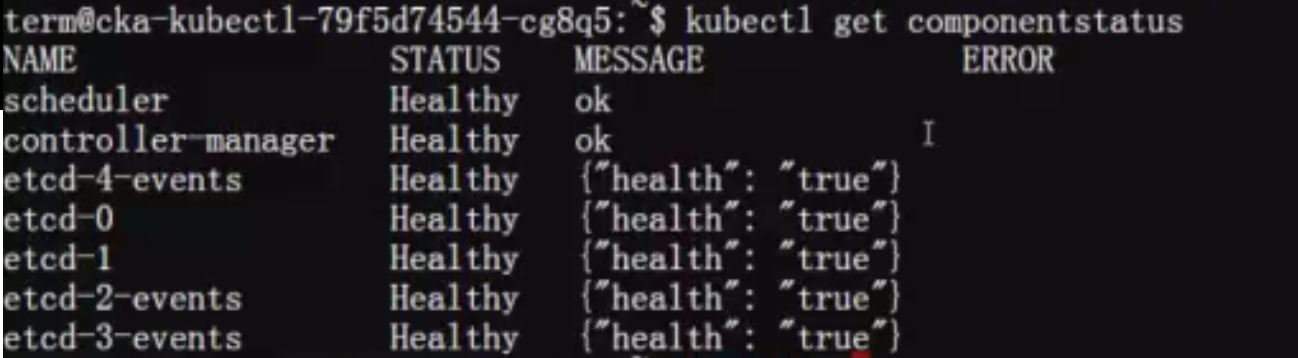 term@cka-kubectl-79f5d74544-cg8q5:~$ kubectl get componentstatus
NAME STATUS MESSAGE ERROR
scheduler Healthy ok
controller-manager Healthy ok
etcd-4-events Healthy {"health": "true"}
etcd-0 Healthy {"health": "true"}
etcd-1 Healthy {"health": "true"}
etcd-2-events Healthy {"health": "true"}
etcd-3-events Healthy {"health": "true"}